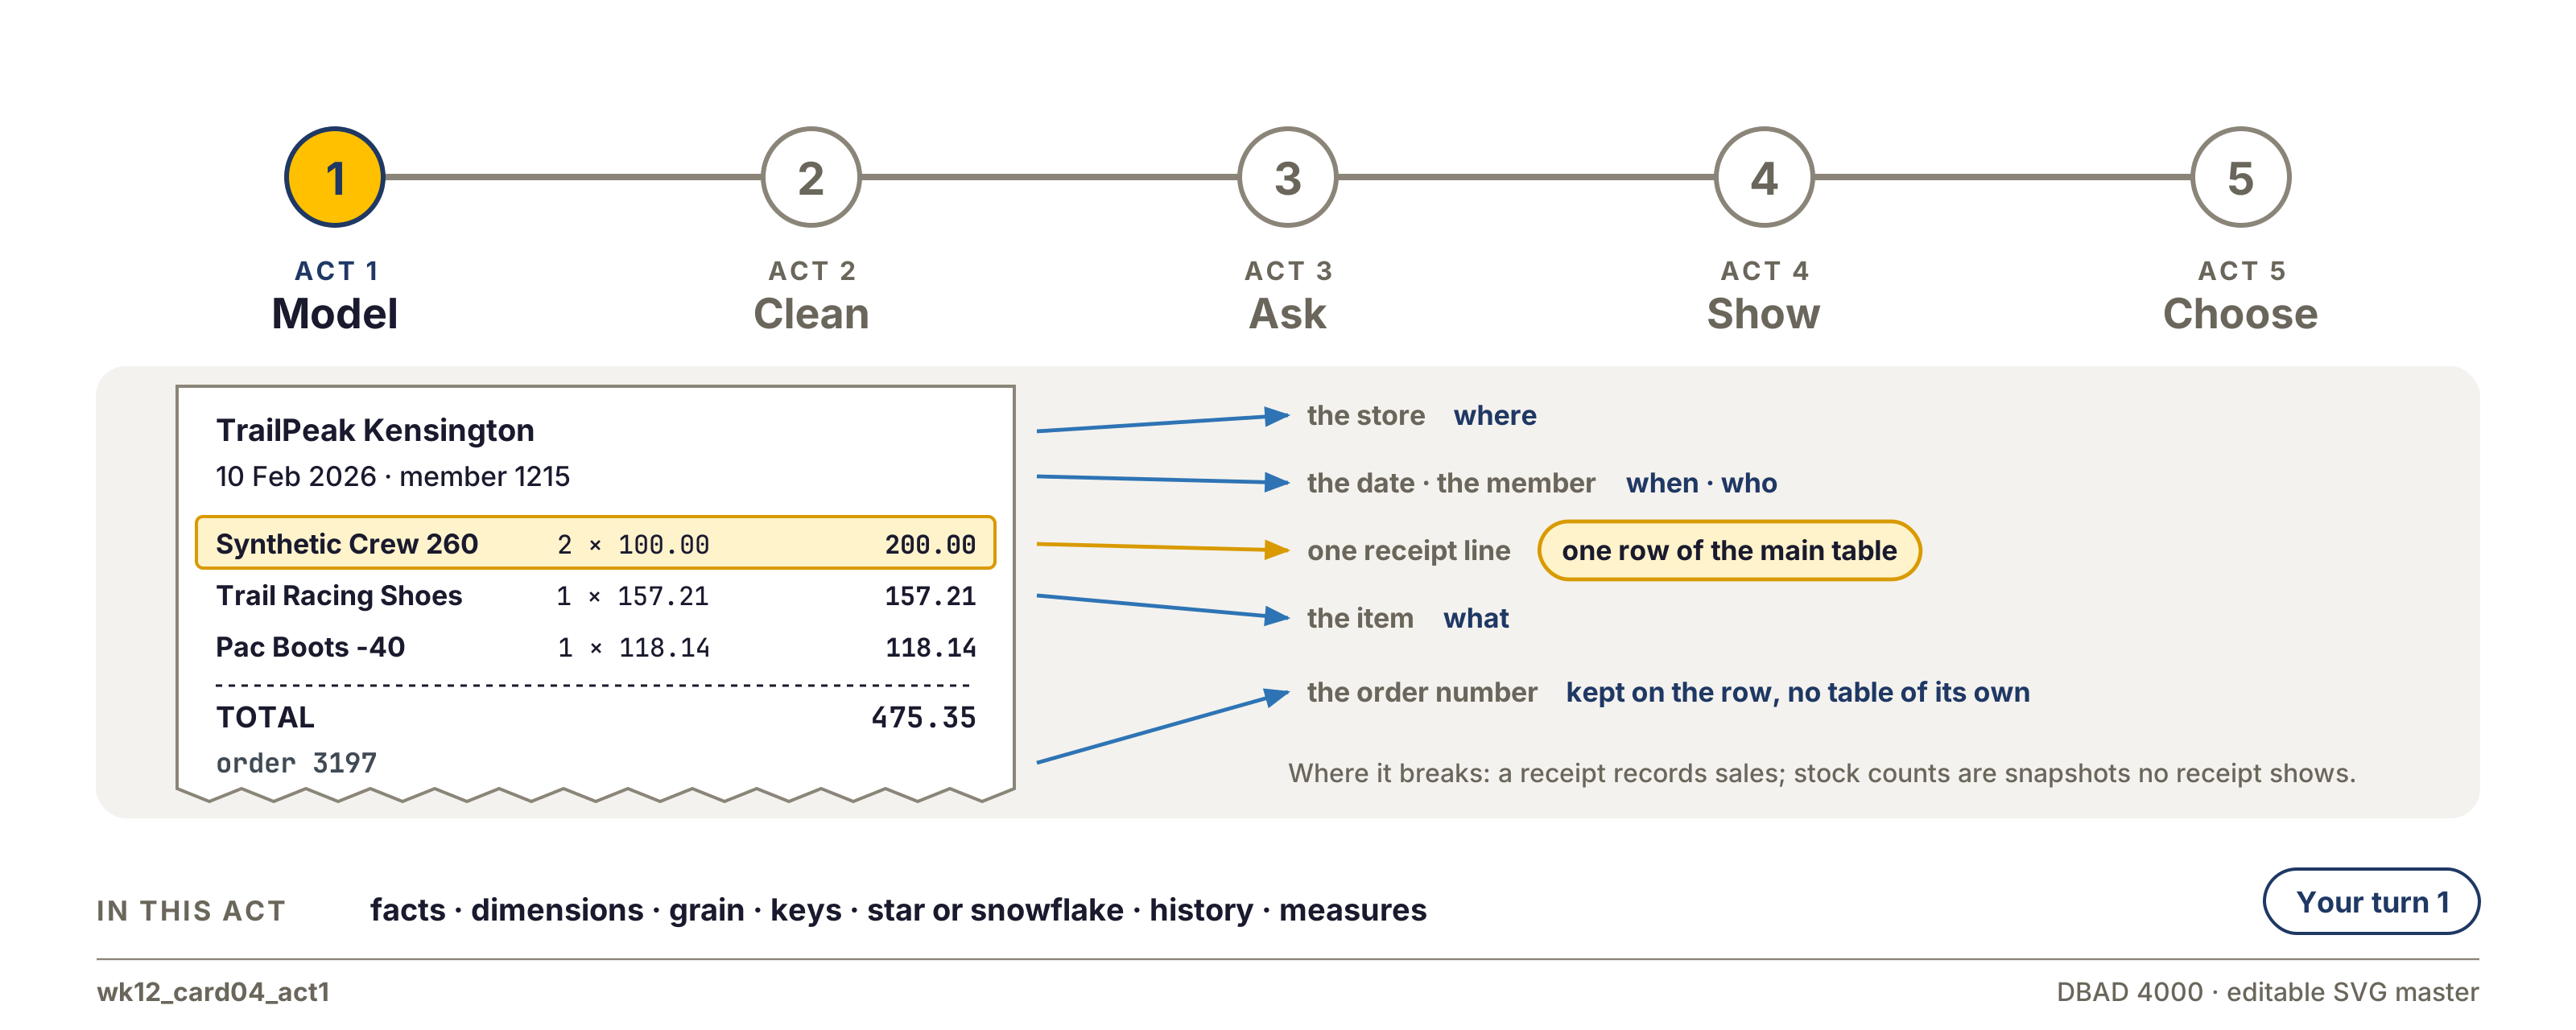 1 2 3 4 5
ACT 1 ACT 2 ACT 3 ACT 4 ACT 5
Model Clean Ask Show Choose
TrailPeak Kensington
10 Feb 2026 · member 1215
Synthetic Crew 260 2 × 100.00 200.00
Trail Racing Shoes 1 × 157.21 157.21
Pac Boots -40 1 × 118.14 118.14
TOTAL 475.35
order 3197
the store where
the date · the member when · who
one receipt line one row of the main table
the item what
the order number kept on the row, no table of its own
Where it breaks: a receipt records sales; stock counts are snapshots no receipt shows.
IN THIS ACT facts · dimensions · grain · keys · star or snowflake · history · measures
Your turn 1
wk12_card04_act1
DBAD 4000 · editable SVG master